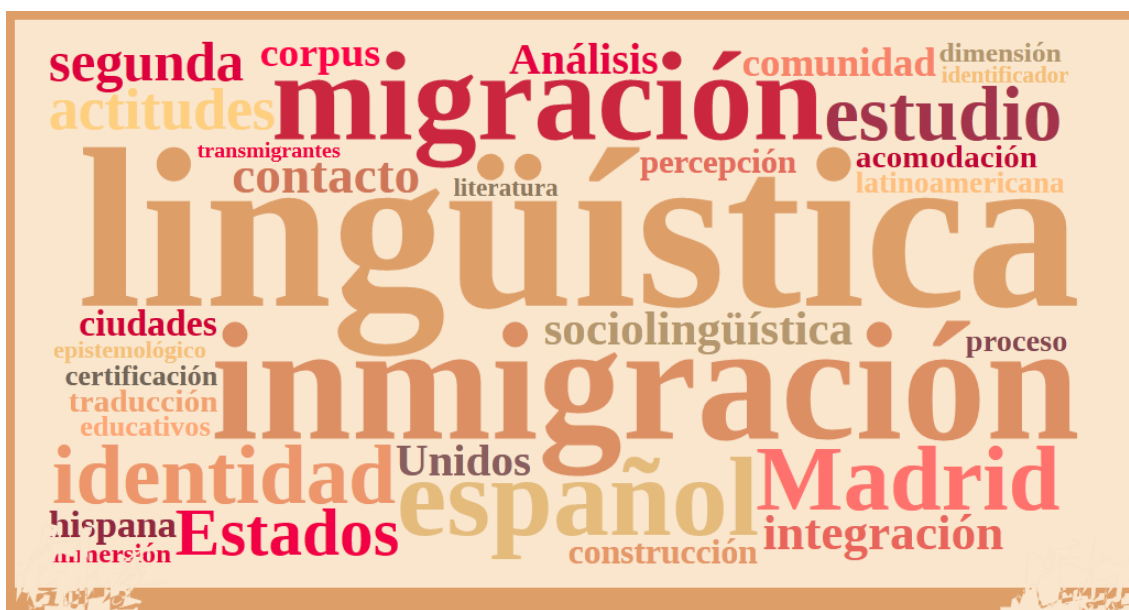 segunda corpus Análisis comunidad dimensión
identificador
actitudes migración estudio
transmigrantes percepción acomodación
contacto literatura latinoamericana
lingüística
ciudades sociolingüística proceso
epistemológico
certificación inmigración
traducción
educativos
identidad Unidos español Madrid
hispana Estados integración
inmersión construcción